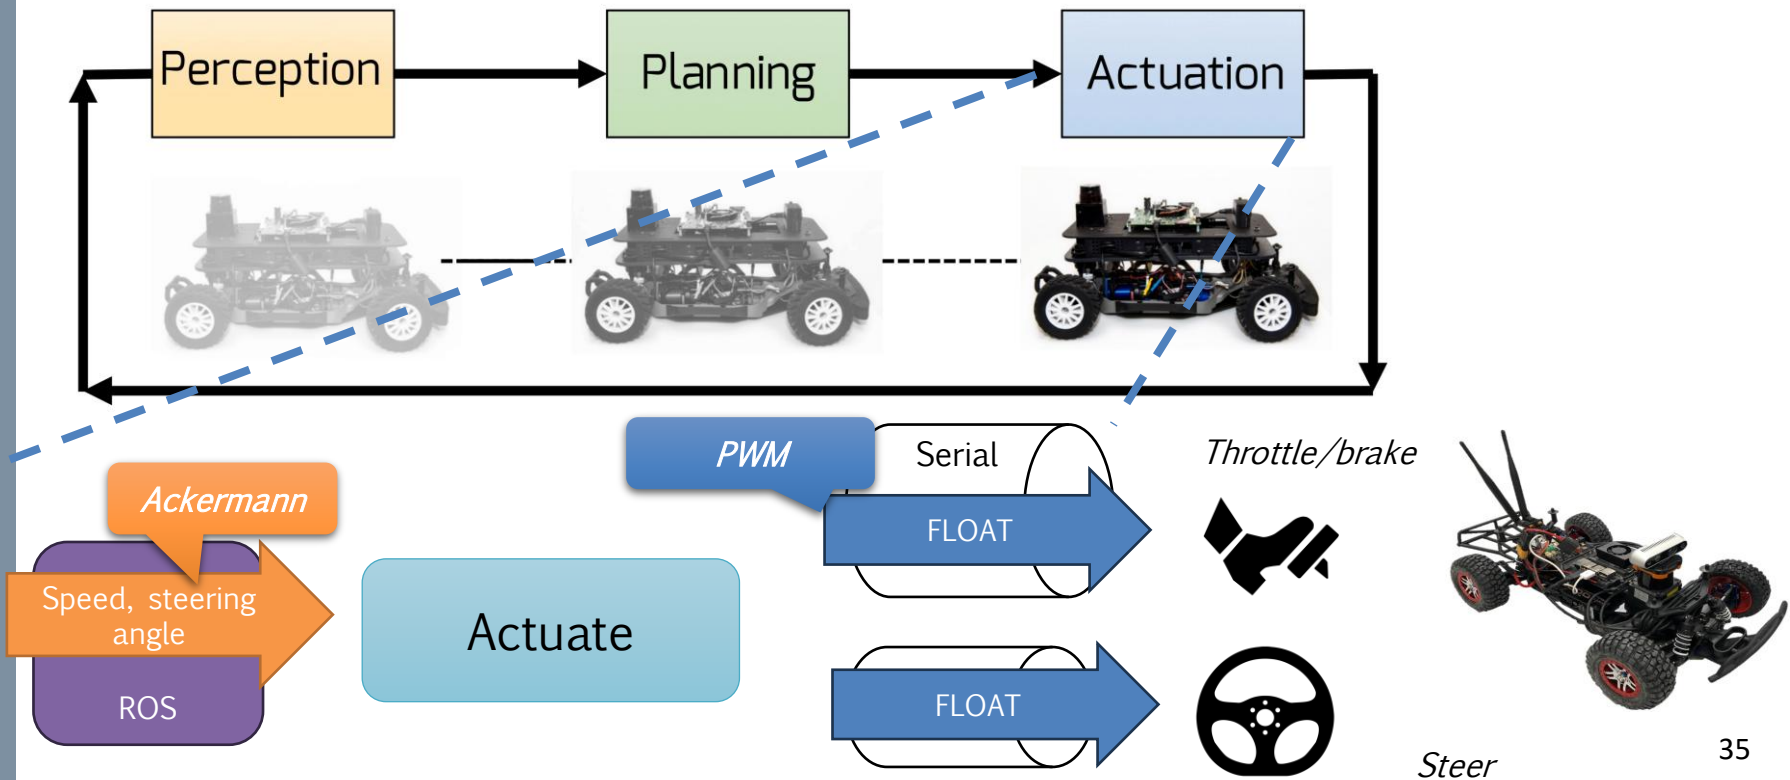 Perception
Planning
Actuation
PWM
Serial
Throttle/brake
Ackermann
FLOAT
Speed, steering
angle
Actuate
ROS
FLOAT
Steer
35